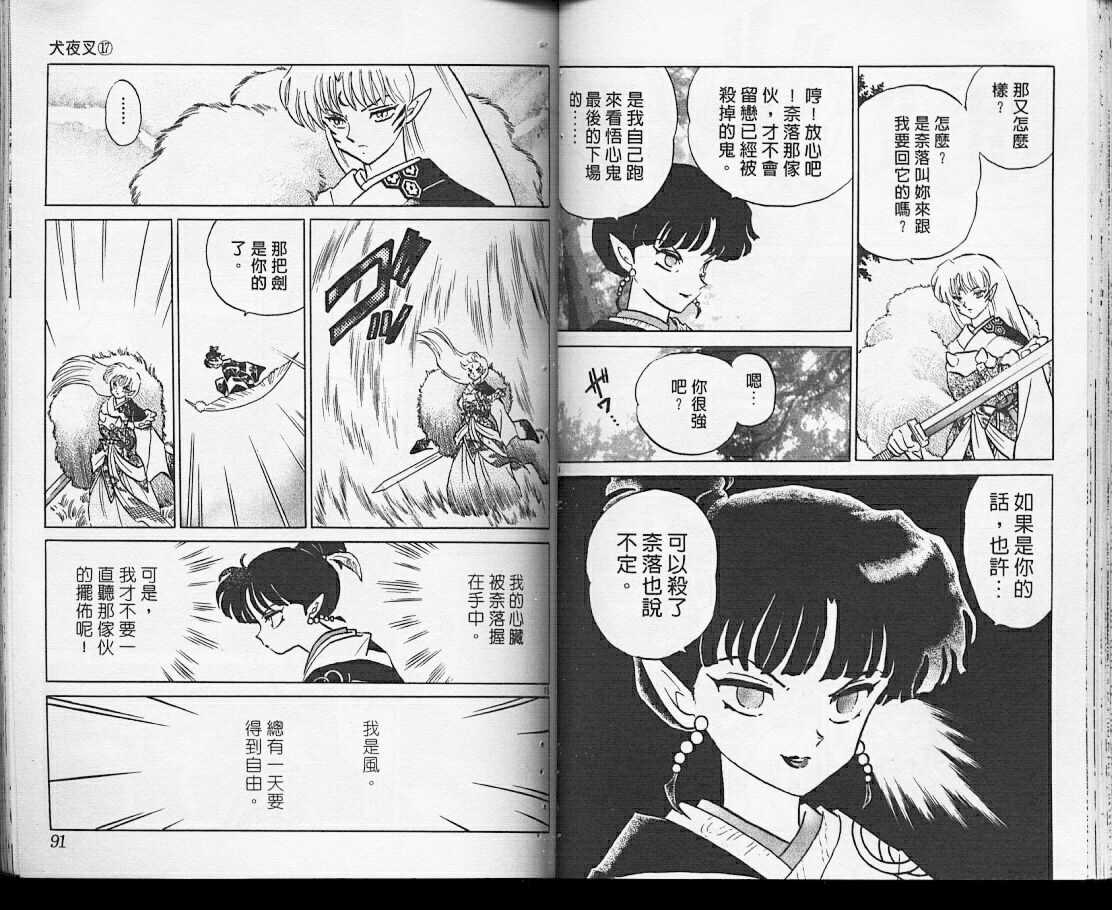 那又怎麼
樣？
怎麼？
是奈落叫妳來跟
我要回它的嗎？
哼！放心吧
！奈落那傢
伙，才不會
留戀已經被
殺掉的鬼。
是我自己跑
來看悟心鬼
最後的下場
的……
嗯…
你很強
吧？
ザワ…
如果是你的
話，也許…
可以殺了
奈落也說
不定。
犬夜叉⑰
……
ゴオォ
那把劍
是你的
了。
我的心臟
被奈落握
在手中。
可是，
我才不要一
直聽那傢伙
的擺佈呢！
我是風。
總有一天要
得到自由。
91